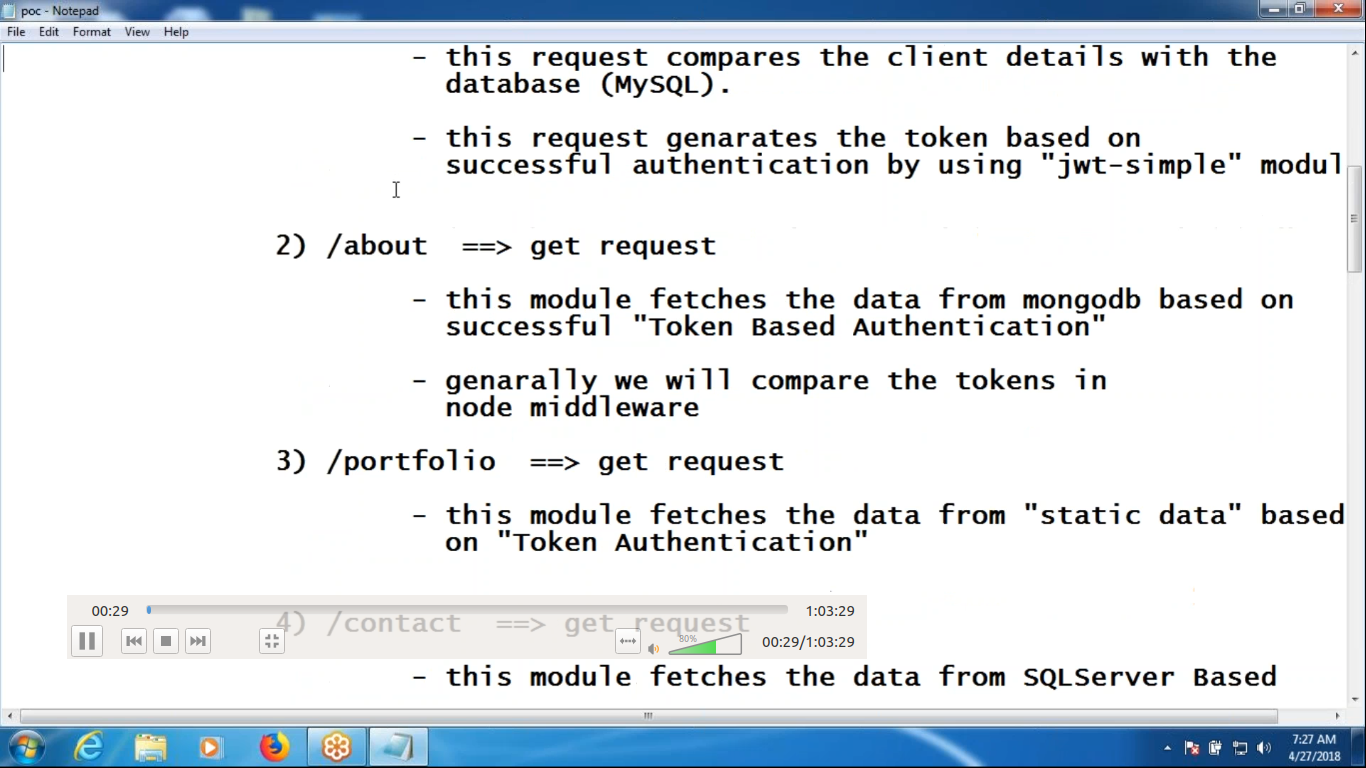 poc - Notepad
File Edit Format View Help
- this request compares the client details with the
database (MySQL).
- this request genarates the token based on
successful authentication by using "jwt-simple" modul
2) /about ==> get request
- this module fetches the data from mongodb based on
successful "Token Based Authentication"
- genarally we will compare the tokens in
node middleware
3) /portfolio ==> get request
- this module fetches the data from "static data" based
on "Token Authentication"
00:29 1:03:29
4) /contact ==> get request
80% 00:29/1:03:29
- this module fetches the data from SQLServer Based
7:27 AM
4/27/2018